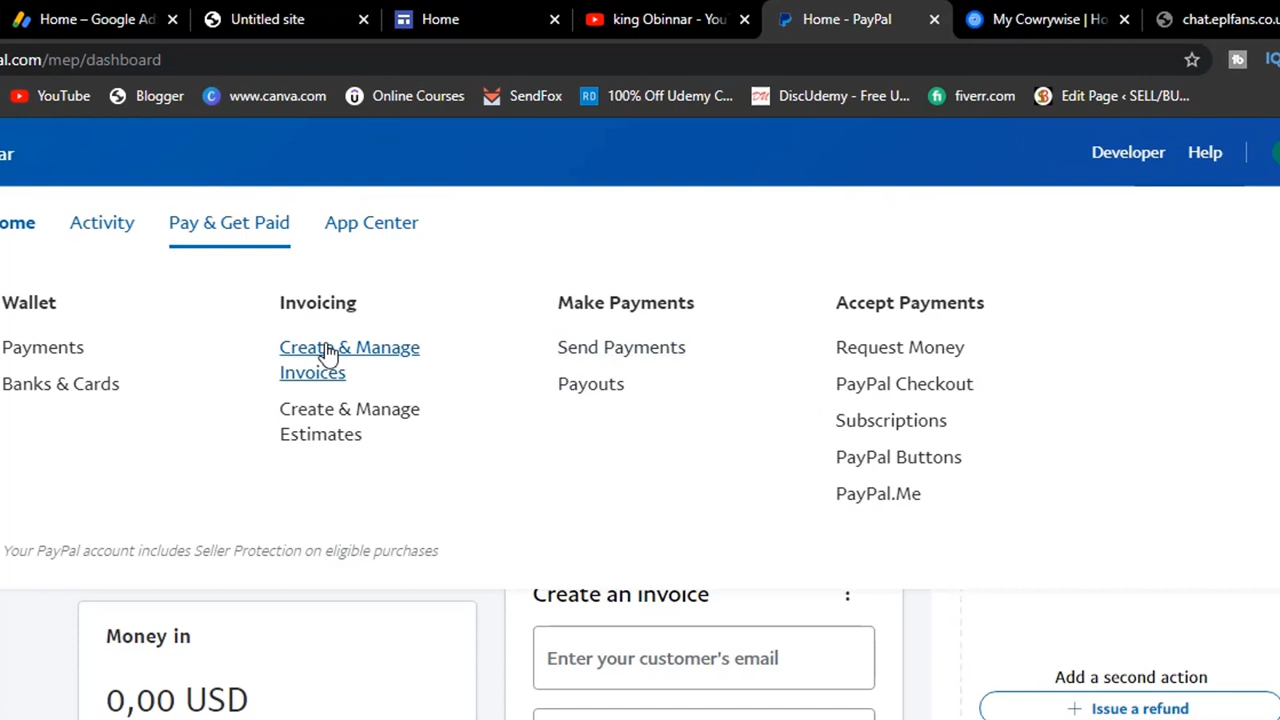 Home – Google Ad
Untitled site
Home
king Obinnar - You
Home - PayPal
My Cowrywise | Ho
chat.eplfans.co.u
al.com/mep/dashboard
YouTube
Blogger
www.canva.com
Online Courses
SendFox
RD 100% Off Udemy C...
DU DiscUdemy - Free U...
fi fiverr.com
Edit Page ‹ SELL/BU...
ar
Developer
Help
ome
Activity
Pay & Get Paid
App Center
Wallet
Payments
Banks & Cards
Invoicing
Create & Manage
Invoices
Create & Manage
Estimates
Make Payments
Send Payments
Payouts
Accept Payments
Request Money
PayPal Checkout
Subscriptions
PayPal Buttons
PayPal.Me
Your PayPal account includes Seller Protection on eligible purchases
Money in
0,00 USD
Create an invoice
Enter your customer's email
Add a second action
Issue a refund